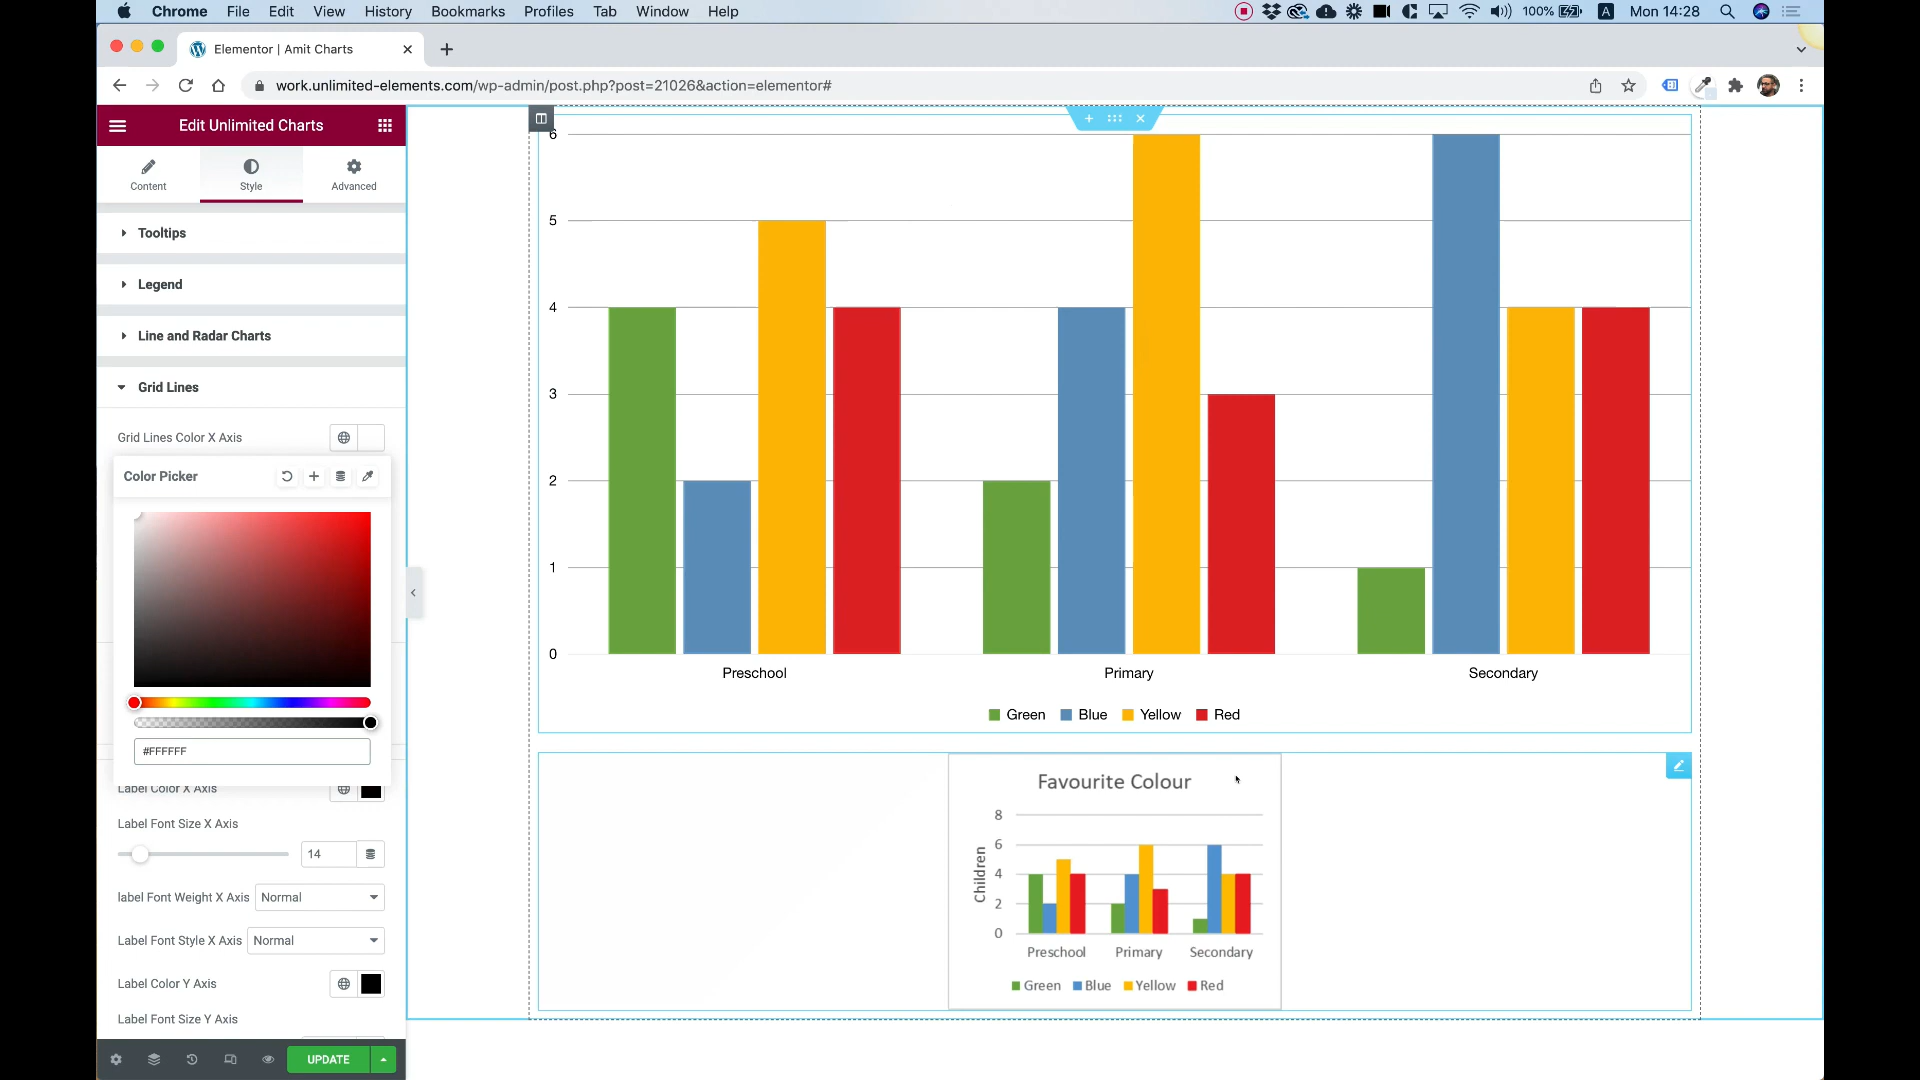 Chrome File Edit View History Bookmarks Profiles Tab Window Help
100% A Mon 14:28
Elementor | Amit Charts
work.unlimited-elements.com/wp-admin/post.php?post=21026&action=elementor#
Edit Unlimited Charts
Content Style Advanced
Tooltips
Legend
Line and Radar Charts
Grid Lines
Grid Lines Color X Axis
Color Picker
#FFFFFF
Label Color X Axis
Label Font Size X Axis
14
label Font Weight X Axis Normal
Label Font Style X Axis Normal
Label Color Y Axis
Label Font Size Y Axis
UPDATE
6
5
4
3
2
1
0
Preschool Primary Secondary
Green Blue Yellow Red
Favourite Colour
Children
8
6
4
2
0
Preschool Primary Secondary
Green Blue Yellow Red